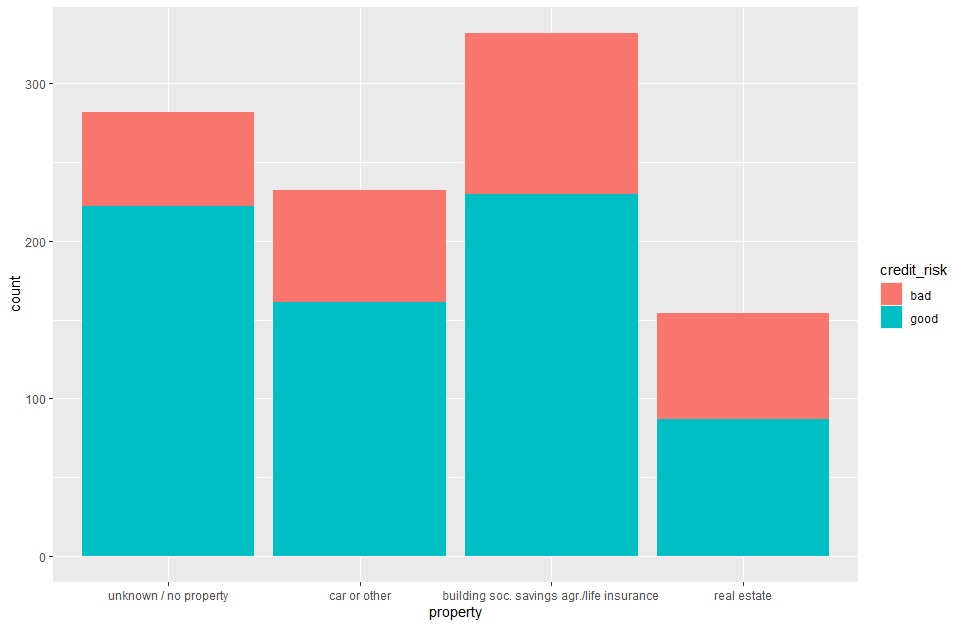 300
200
100
0
count
unknown / no property
car or other
building soc. savings agr./life insurance
real estate
property
credit_risk
bad
good